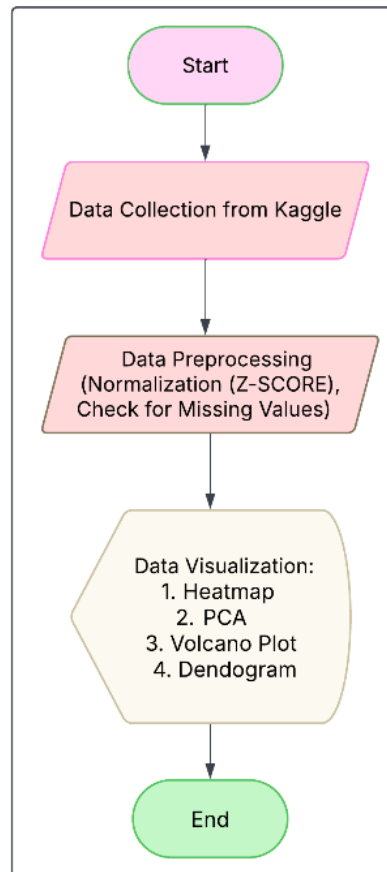 Start
Data Collection from Kaggle
Data Preprocessing
(Normalization (Z-SCORE),
Check for Missing Values)
Data Visualization:
1. Heatmap
2. PCA
3. Volcano Plot
4. Dendogram
End